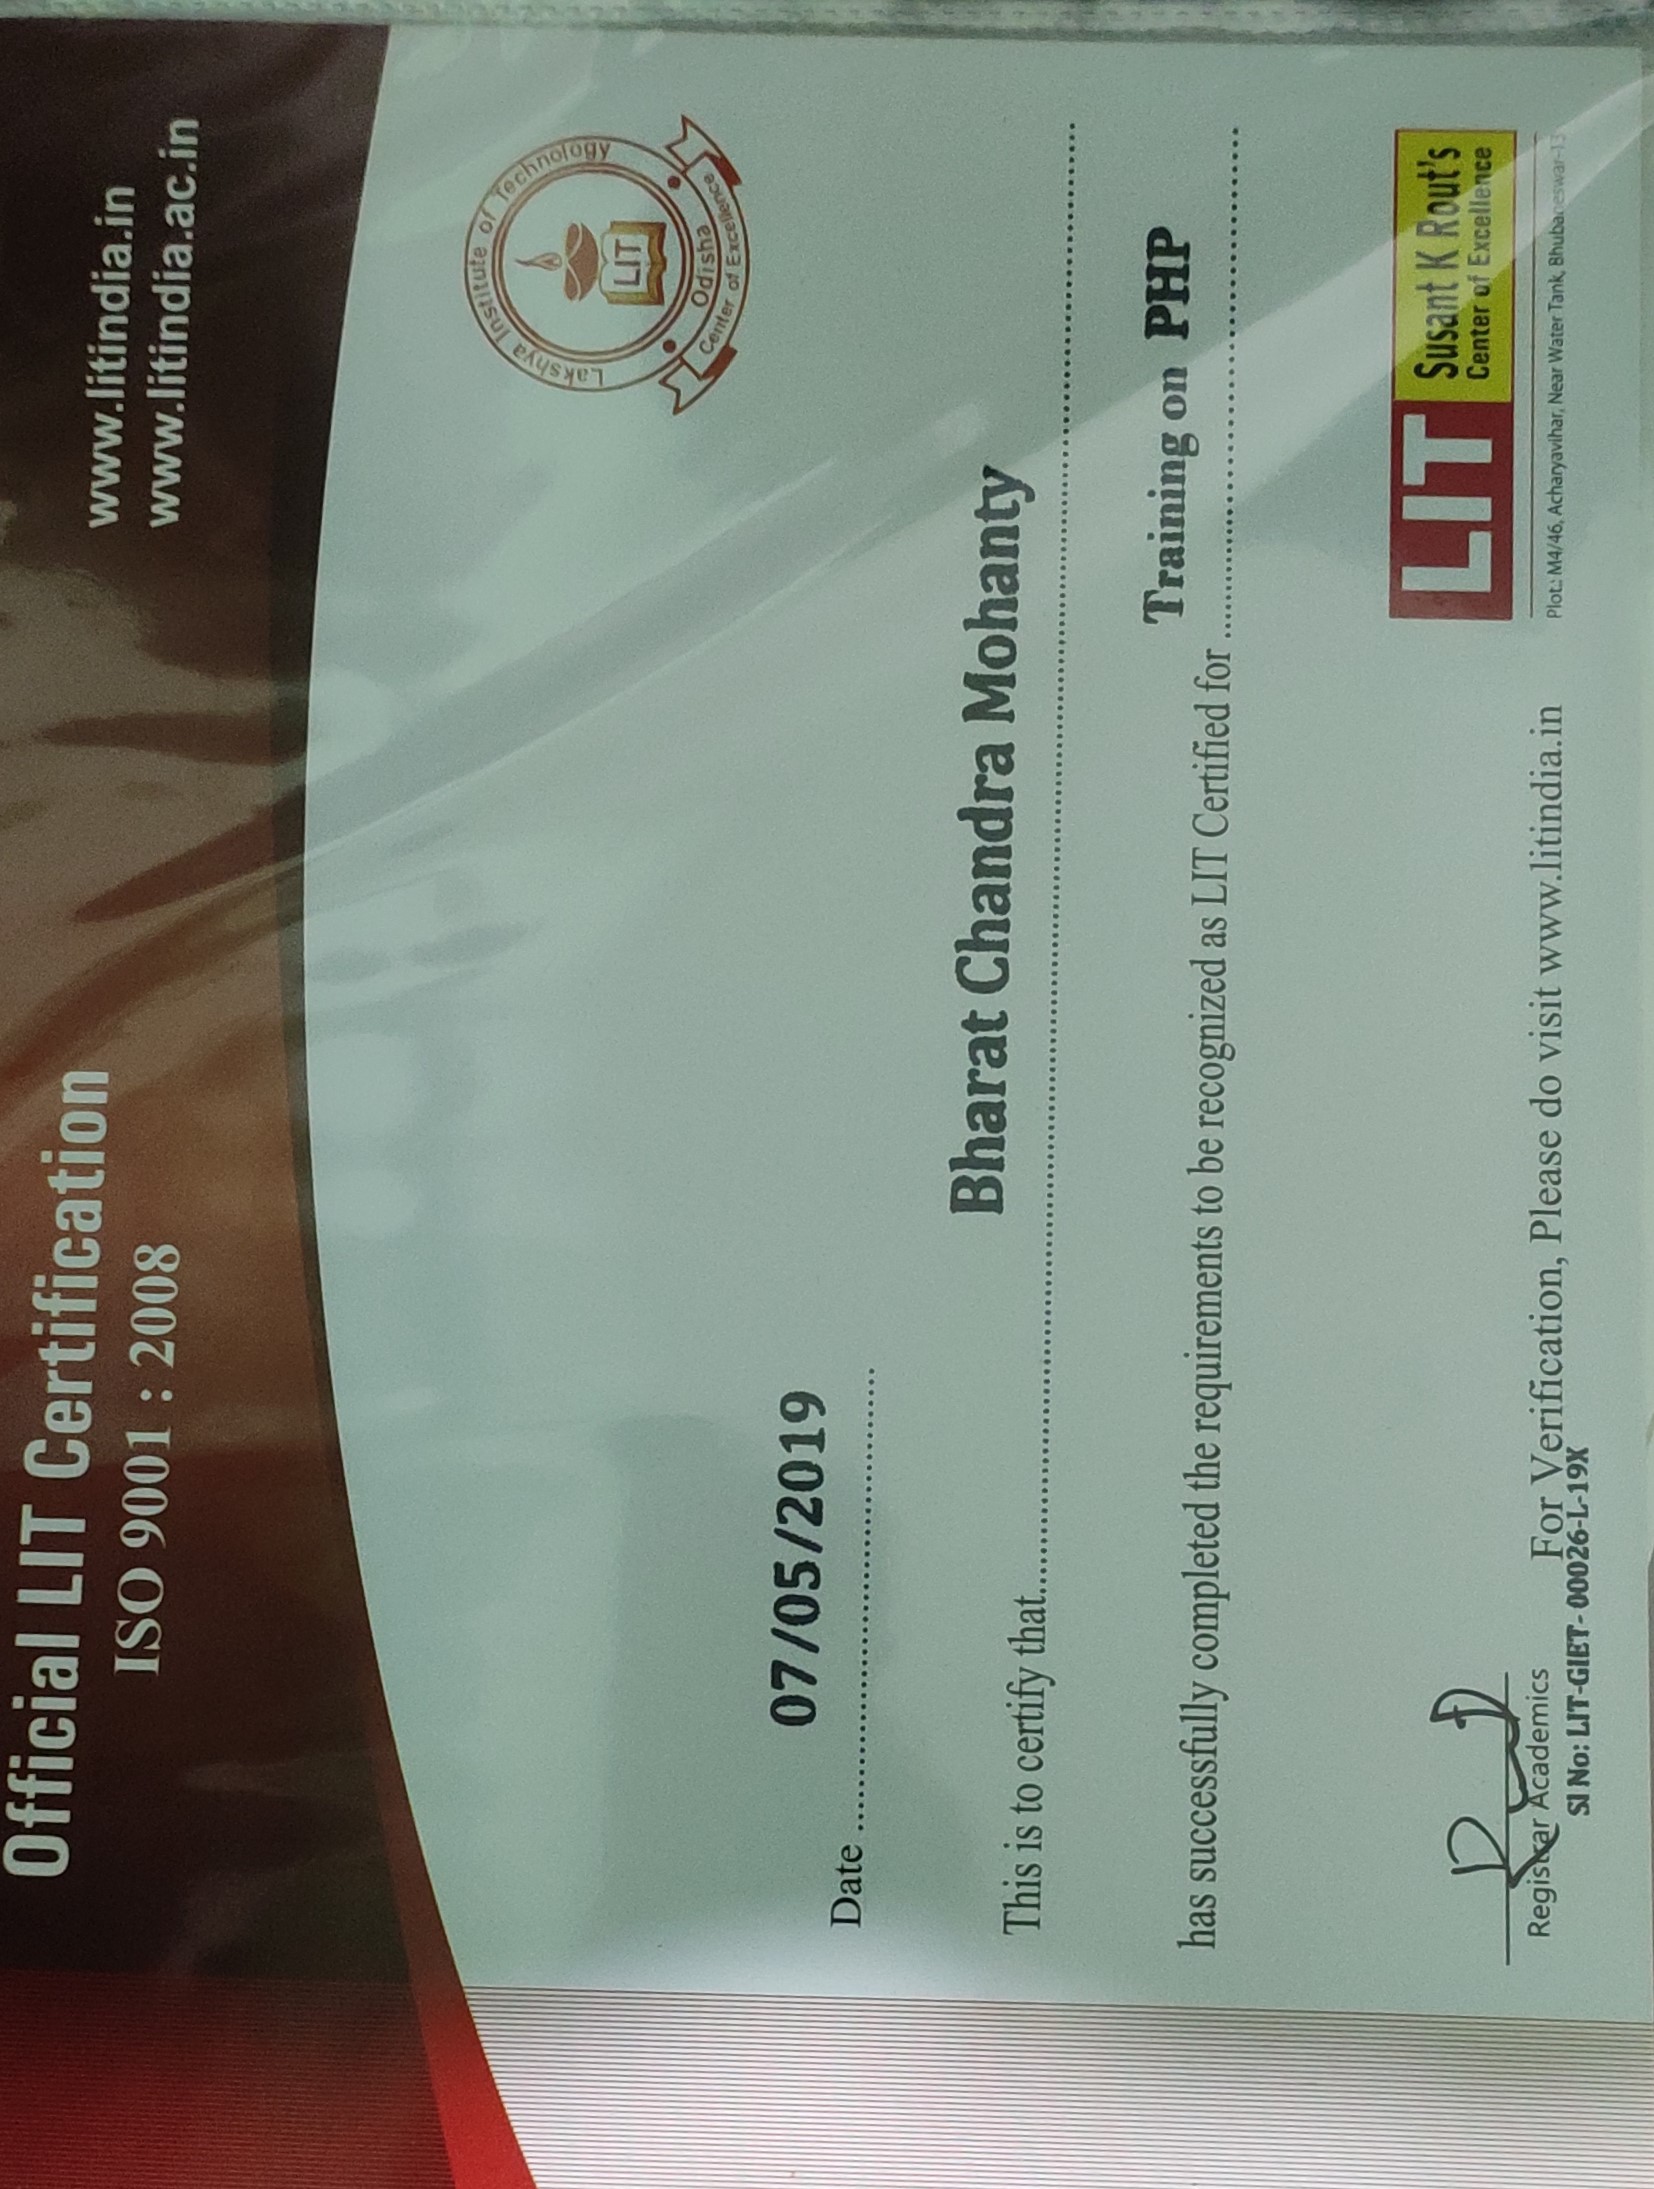 Official LIT Certification
ISO 9001 : 2008
www.litindia.in
www.litindia.ac.in
Lakshya Institute of Technology
LIT
Odisha
Center of Excellence
07/05/2019
Date
Bharat Chandra Mohanty
This is to certify that
Training on PHP
has successfully completed the requirements to be recognized as LIT Certified for
Registrar Academics
For Verification, Please do visit www.litindia.in
Sl No: LIT-GIET- 00026-L-19X
LIT
Susant K Rout's
Center of Excellence
Plot.: M4/46, Acharyavihar, Near Water Tank, Bhubaneswar-13